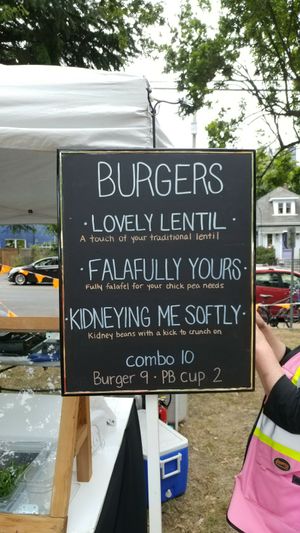 BURGERS
· LOVELY LENTIL ·
A touch of your traditional lentil
· FALAFULLY YOURS ·
Fully falafel for your chick pea needs
· KIDNEYING ME SOFTLY ·
Kidney beans with a kick to crunch on
combo 10
Burger 9 · PB cup 2